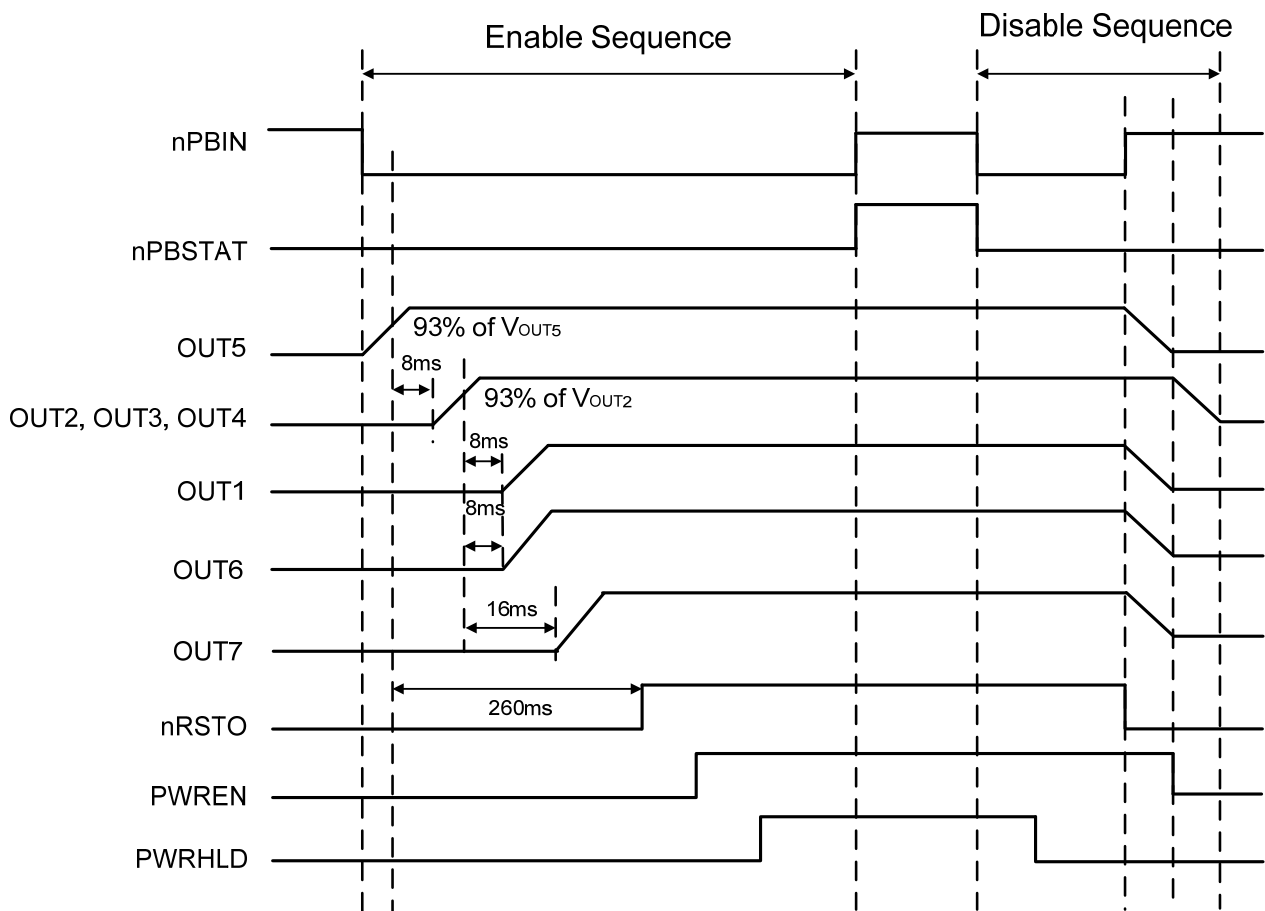 Enable Sequence
Disable Sequence
nPBIN
nPBSTAT
OUT5
93% of VOUT5
8ms
OUT2, OUT3, OUT4
93% of VOUT2
8ms
OUT1
8ms
OUT6
16ms
OUT7
260ms
nRSTO
PWREN
PWRHLD